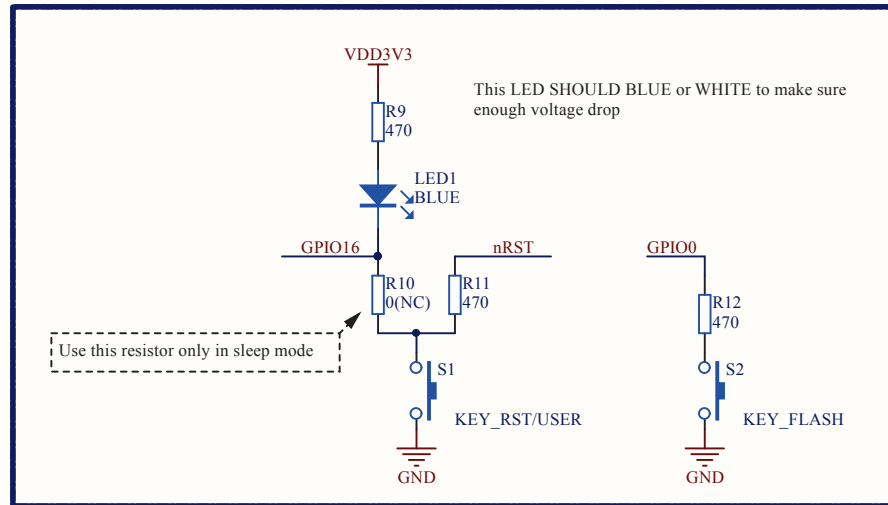 VDD3V3
This LED SHOULD BLUE or WHITE to make sure
enough voltage drop
R9
470
LED1
BLUE
GPIO16
nRST
GPIO0
R10
0(NC)
R11
470
R12
470
Use this resistor only in sleep mode
S1
S2
KEY_RST/USER
KEY_FLASH
GND
GND